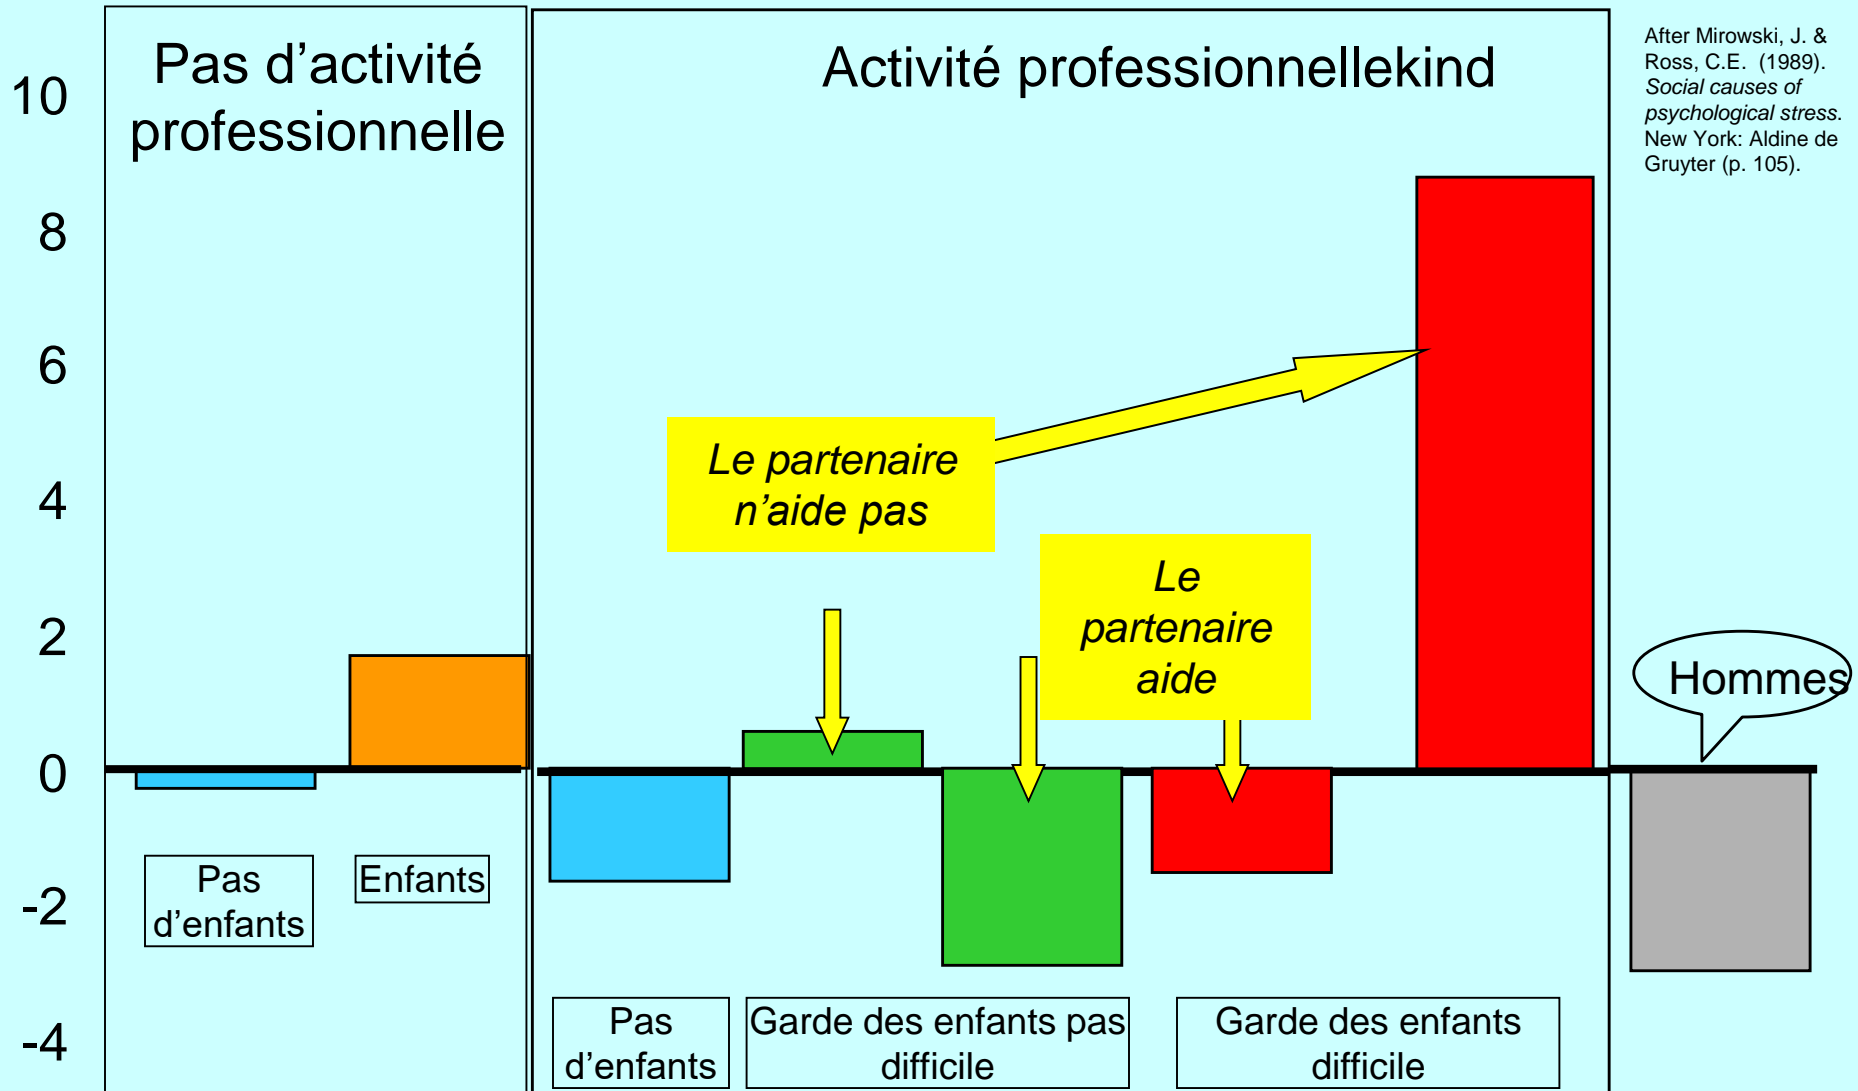 10
8
6
4
2
0
-2
-4
Pas d’activité
professionnelle
Pas
d’enfants
Enfants
Activité professionnellekind
Le partenaire
n’aide pas
Le
partenaire
aide
Pas
d’enfants
Garde des enfants pas
difficile
Garde des enfants
difficile
After Mirowski, J. &
Ross, C.E. (1989).
Social causes of
psychological stress.
New York: Aldine de
Gruyter (p. 105).
Hommes